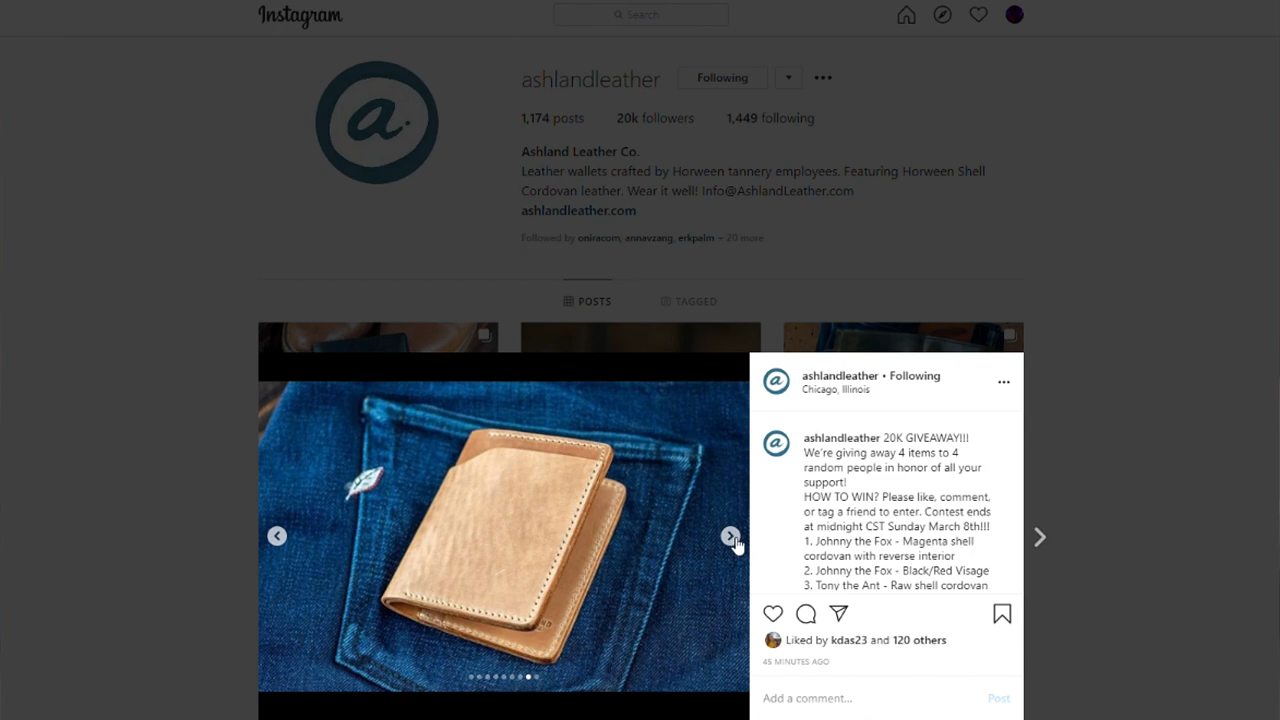 Instagram
Search
ashlandleather
Following
1,174 posts 20k followers 1,449 following
Ashland Leather Co.
Leather wallets crafted by Horween tannery employees. Featuring Horween Shell
Cordovan leather. Wear it well! Info@AshlandLeather.com
ashlandleather.com
Followed by oniracom, annavzang, erkpalm + 20 more
POSTS TAGGED
ashlandleather • Following
Chicago, Illinois
ashlandleather 20K GIVEAWAY!!!
We're giving away 4 items to 4
random people in honor of all your
support!
HOW TO WIN? Please like, comment,
or tag a friend to enter. Contest ends
at midnight CST Sunday March 8th!!!
1. Johnny the Fox - Magenta shell
cordovan with reverse interior
2. Johnny the Fox - Black/Red Visage
3. Tony the Ant - Raw shell cordovan
Liked by kdas23 and 120 others
45 MINUTES AGO
Add a comment... Post